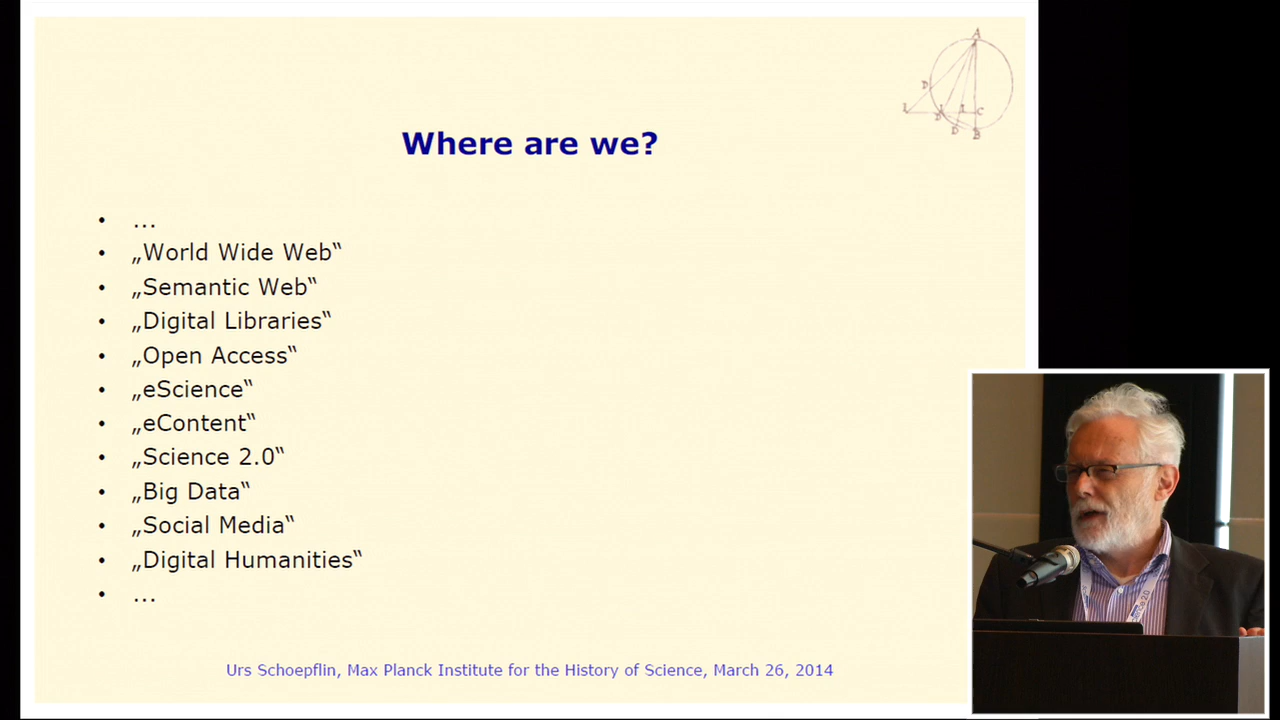 A
D
C
D
B
Where are we?
• ...
• „World Wide Web“
• „Semantic Web“
• „Digital Libraries“
• „Open Access“
• „eScience“
• „eContent“
• „Science 2.0“
• „Big Data“
• „Social Media“
• „Digital Humanities“
• ...
Urs Schoepflin, Max Planck Institute for the History of Science, March 26, 2014